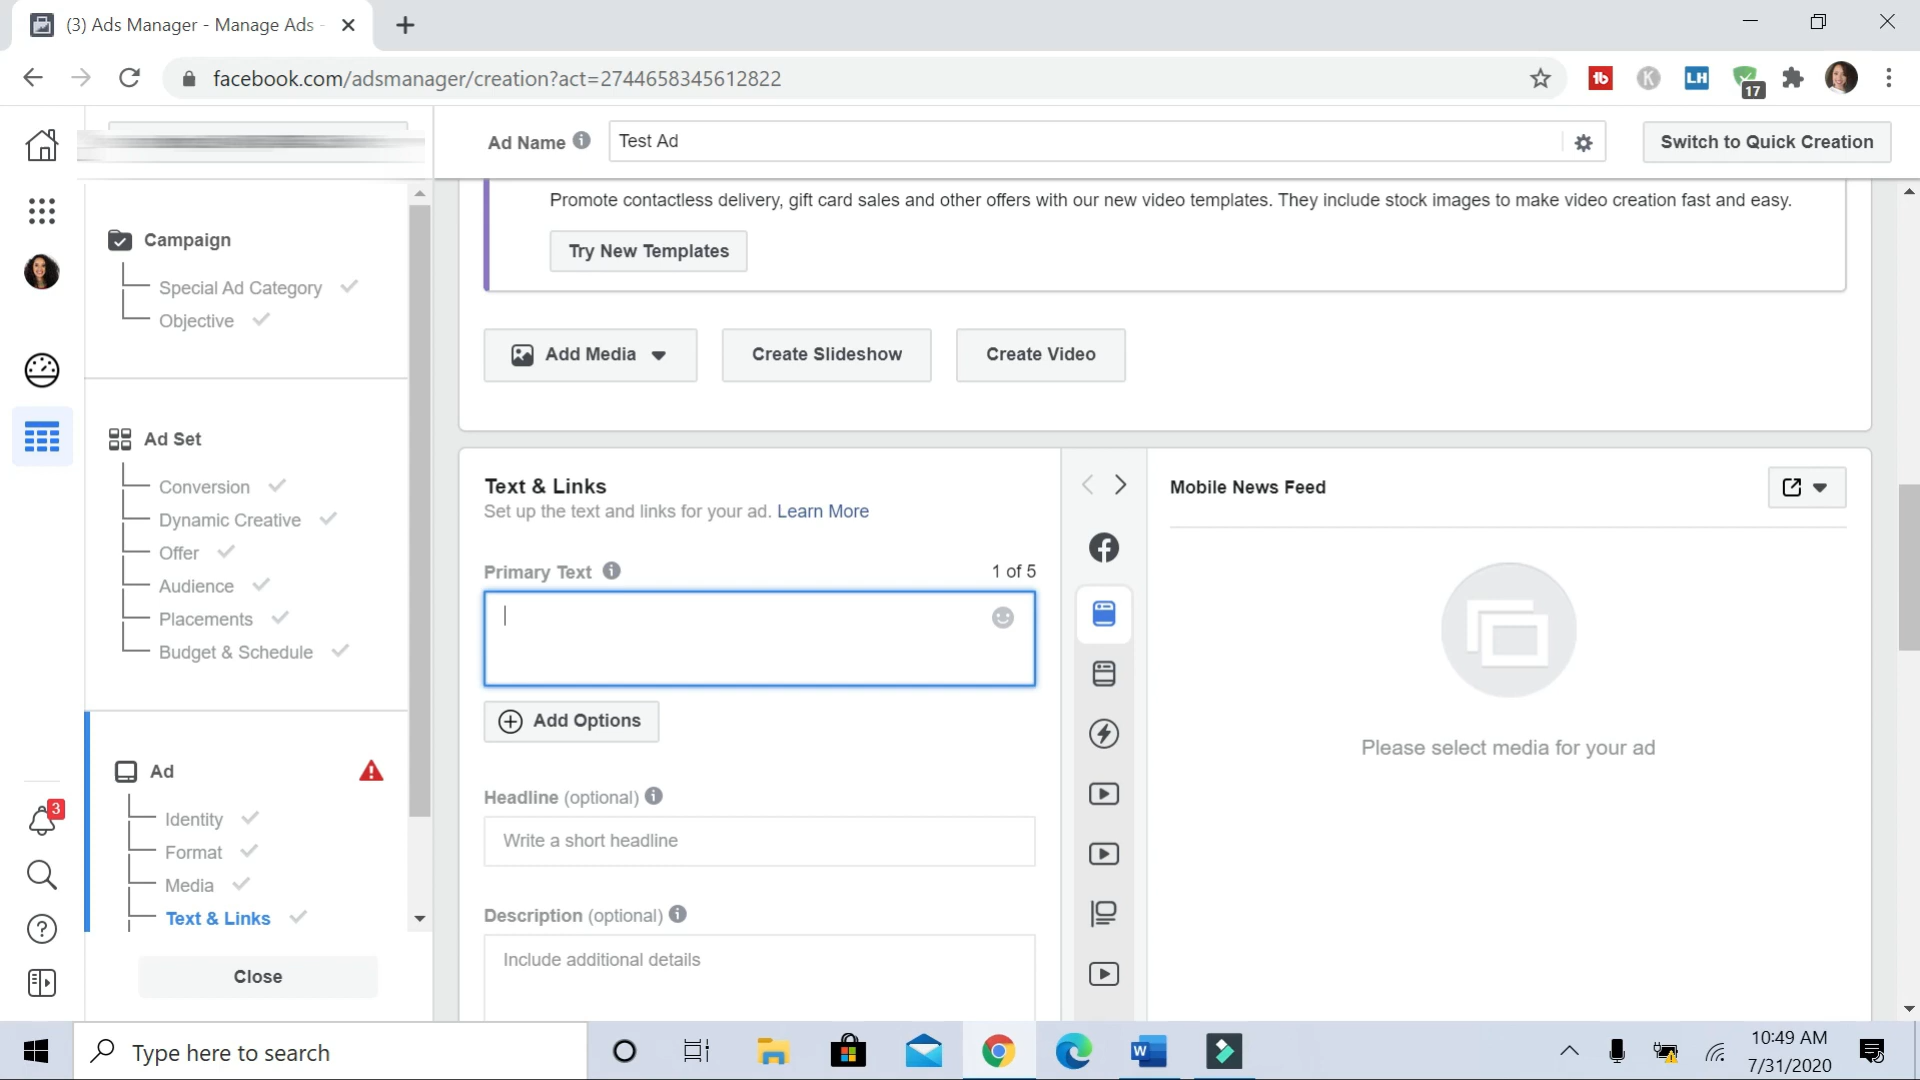 (3) Ads Manager - Manage Ads -
facebook.com/adsmanager/creation?act=2744658345612822
tb
K
LH
17
Ad Name
Test Ad
Switch to Quick Creation
Promote contactless delivery, gift card sales and other offers with our new video templates. They include stock images to make video creation fast and easy.
Try New Templates
Campaign
Special Ad Category
Objective
Add Media
Create Slideshow
Create Video
Ad Set
Conversion
Dynamic Creative
Offer
Audience
Placements
Budget & Schedule
Text & Links
Set up the text and links for your ad. Learn More
Primary Text
1 of 5
Add Options
Headline (optional)
Write a short headline
Description (optional)
Include additional details
Mobile News Feed
Please select media for your ad
Ad
Identity
Format
Media
Text & Links
Close
3
Type here to search
W
10:49 AM
7/31/2020